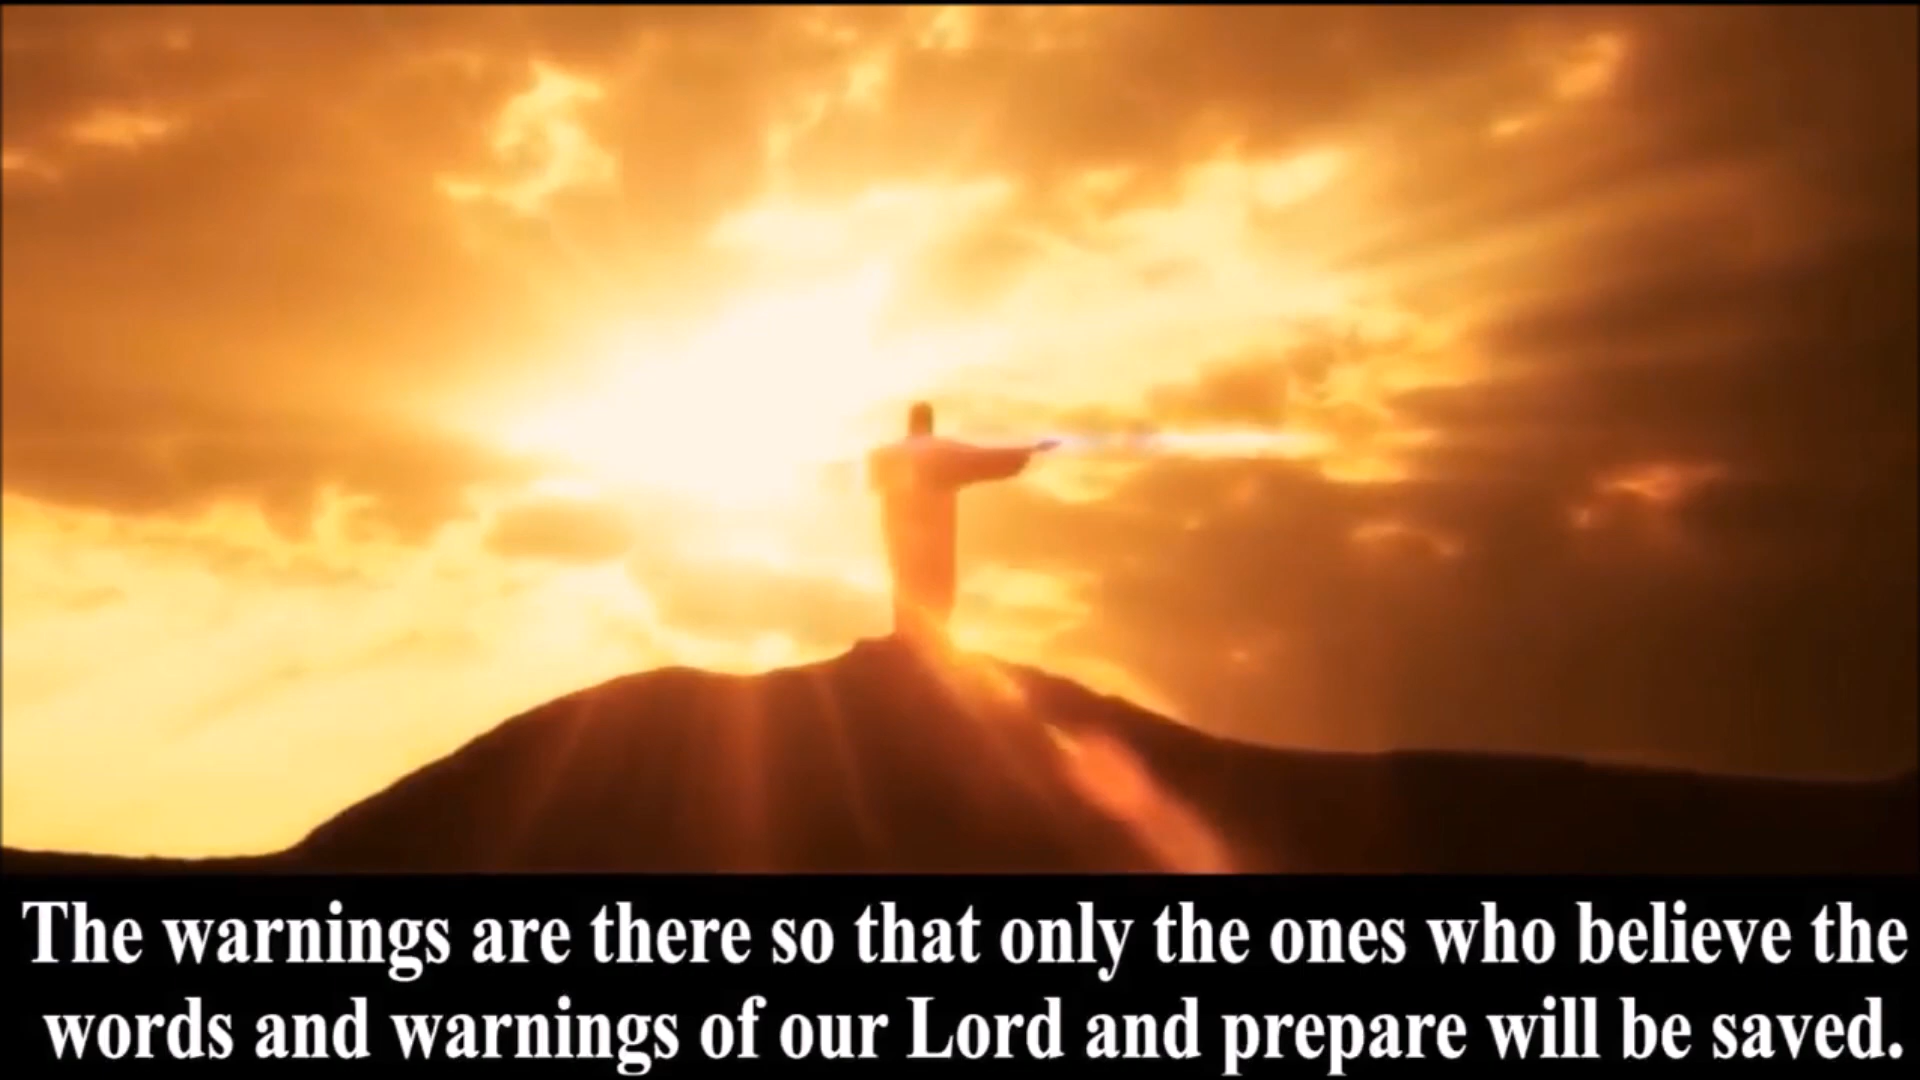 The warnings are there so that only the ones who believe the
words and warnings of our Lord and prepare will be saved.